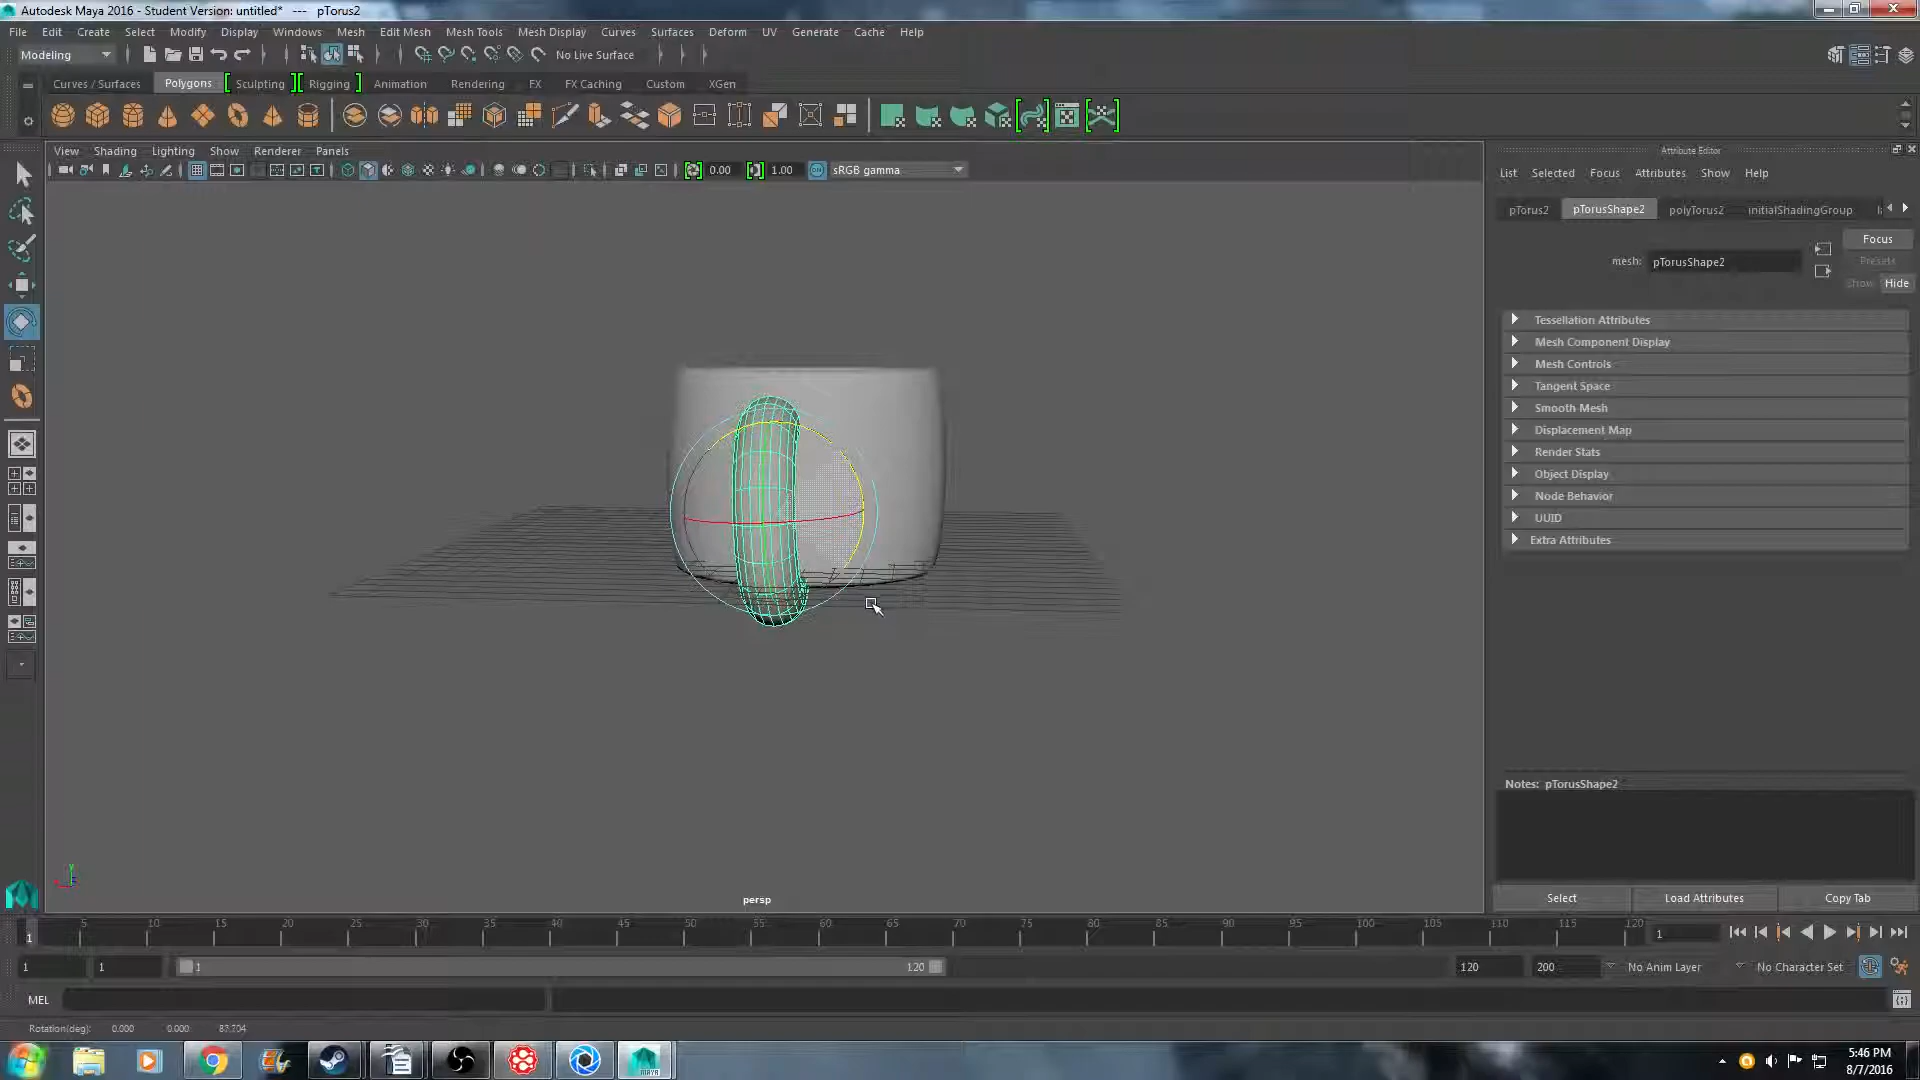 Autodesk Maya 2016 - Student Version: untitled* --- pTorus2
File Edit Create Select Modify Display Windows Mesh Edit Mesh Mesh Tools Mesh Display Curves Surfaces Deform UV Generate Cache Help
Modeling No Live Surface
Curves / Surfaces Polygons Sculpting Rigging Animation Rendering FX FX Caching Custom XGen
View Shading Lighting Show Renderer Panels
0.00 1.00 sRGB gamma
Attribute Editor
List Selected Focus Attributes Show Help
pTorus2 pTorusShape2 polyTorus2 initialShadingGroup
Focus
mesh: pTorusShape2
Presets
Show Hide
Tessellation Attributes
Mesh Component Display
Mesh Controls
Tangent Space
Smooth Mesh
Displacement Map
Render Stats
Object Display
Node Behavior
UUID
Extra Attributes
Notes: pTorusShape2
Select Load Attributes Copy Tab
y
persp
5 10 15 20 25 30 35 40 45 50 55 60 65 70 75 80 85 90 95 100 105 110 115 120
1 1
1 1 1 120 120 200 No Anim Layer No Character Set
MEL
Rotation(deg): 0.000 0.000 87.704
MAYA
5:46 PM
8/7/2016